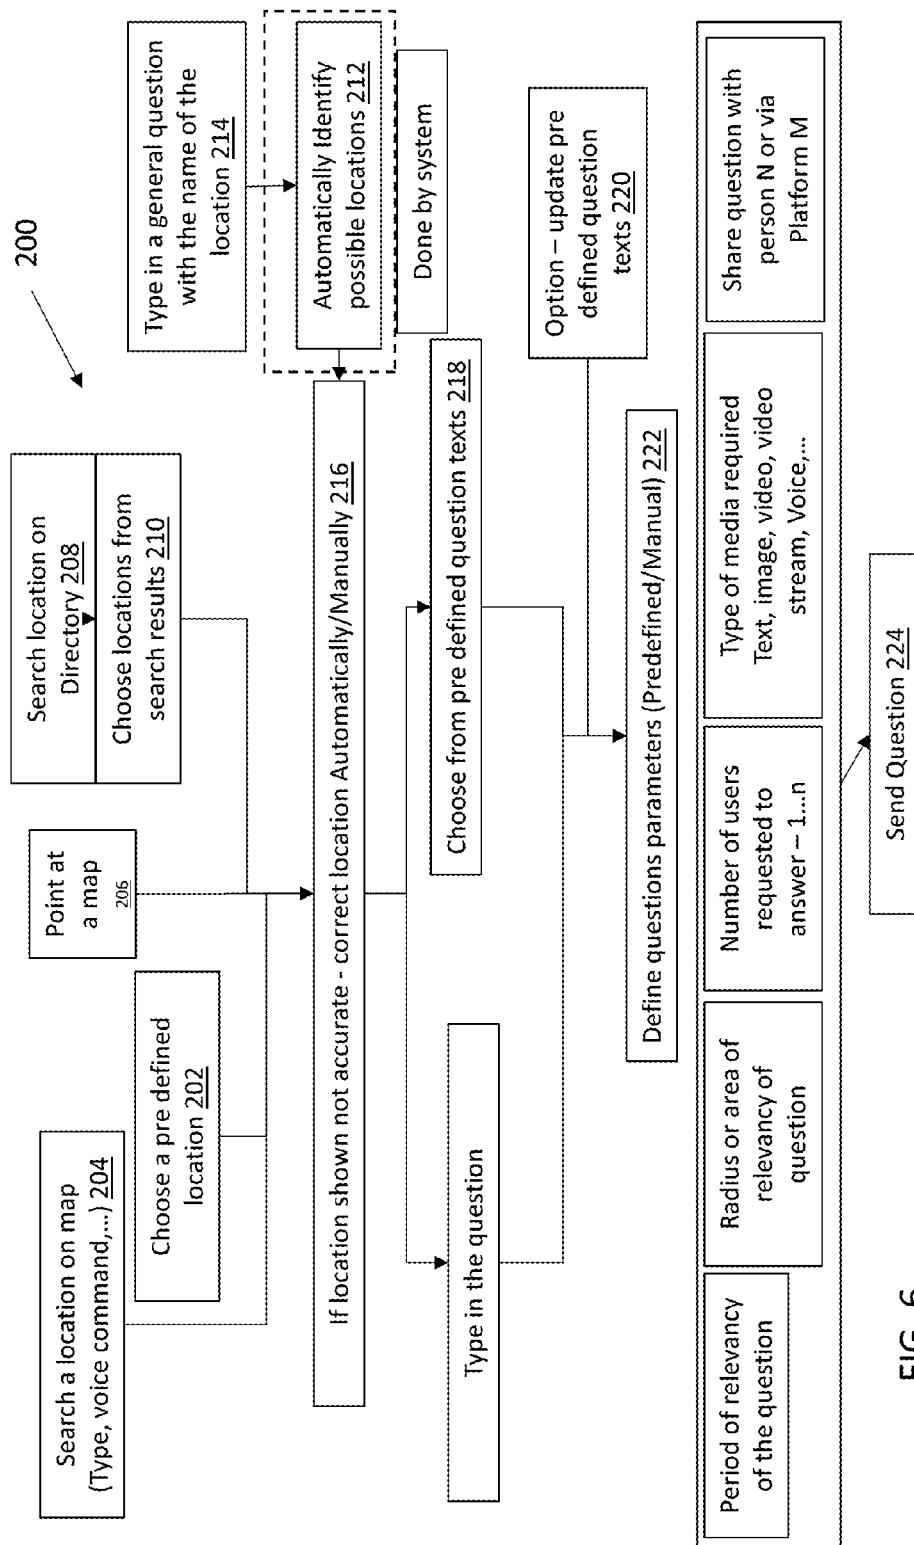 200
Search a location on map
(Type, voice command,...) 204
Choose a pre defined
location 202
Point at
a map
206
Search location on
Directory 208
Choose locations from
search results 210
Type in a general question
with the name of the
location 214
Automatically Identify
possible locations 212
Done by system
If location shown not accurate - correct location Automatically/Manually 216
Type in the question
Choose from pre defined question texts 218
Option – update pre
defined question
texts 220
Define questions parameters (Predefined/Manual) 222
Period of relevancy
of the question
Radius or area of
relevancy of
question
Number of users
requested to
answer – 1...n
Type of media required
Text, image, video, video
stream, Voice,...
Share question with
person N or via
Platform M
Send Question 224
FIG. 6